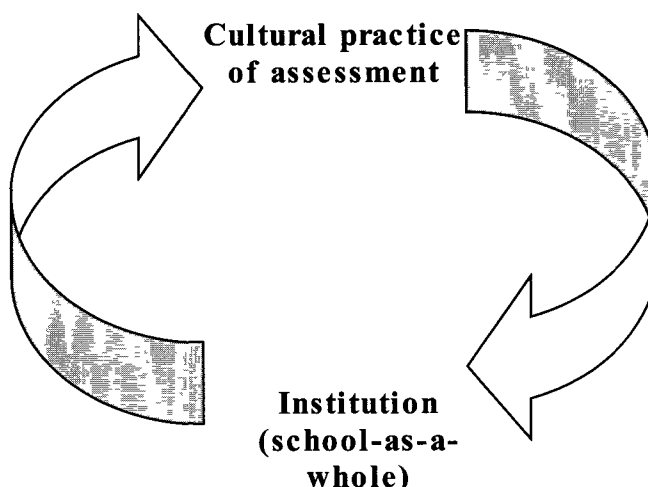 Cultural practice
of assessment
Institution
(school-as-a-
whole)